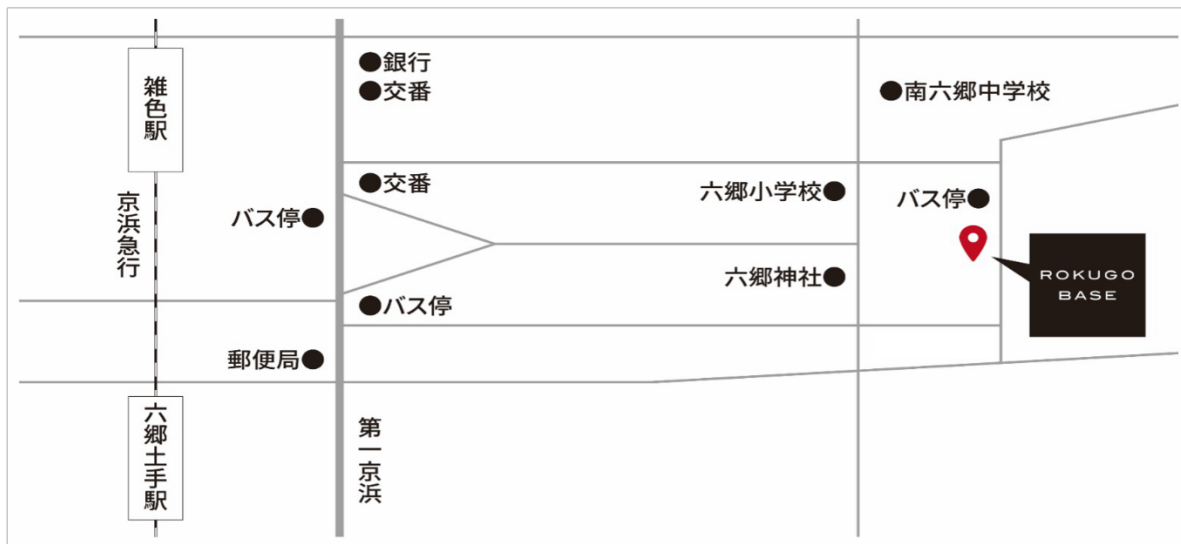 雑色駅
京浜急行
六郷土手駅
●銀行
●交番
●交番
バス停●
●バス停
郵便局●
第一京浜
六郷小学校●
六郷神社●
●南六郷中学校
バス停●
ROKUGO
BASE